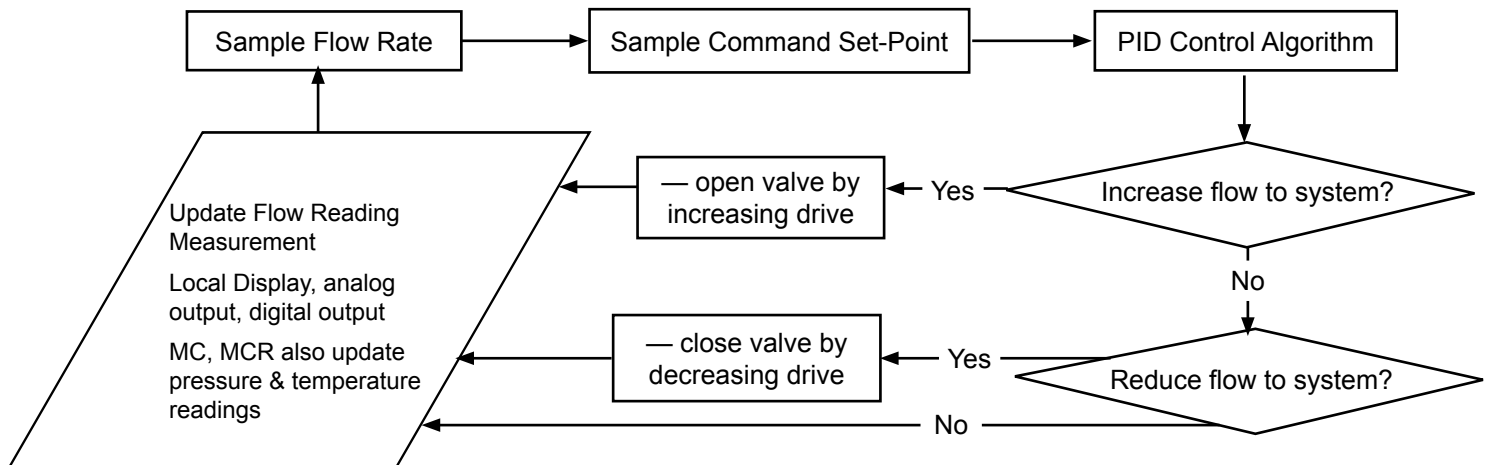 Sample Flow Rate
Sample Command Set-Point
PID Control Algorithm
— open valve by
increasing drive
Yes
Increase flow to system?
Update Flow Reading
Measurement
Local Display, analog
output, digital output
MC, MCR also update
pressure & temperature
readings
No
— close valve by
decreasing drive
Yes
Reduce flow to system?
No